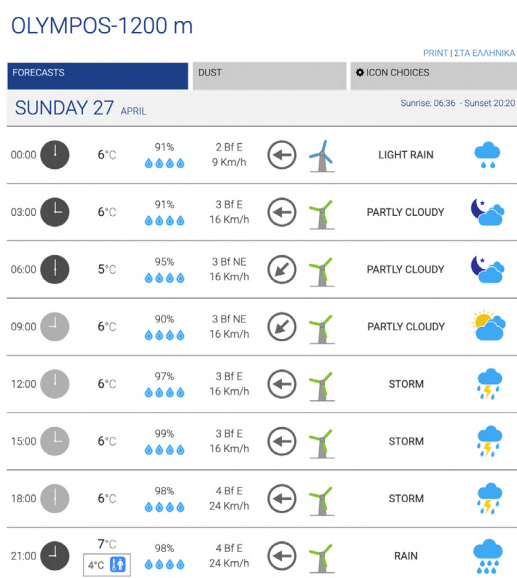 OLYMPOS-1200 m
PRINT | ΣΤΑ ΕΛΛΗΝΙΚΑ
FORECASTS DUST ICON CHOICES
SUNDAY 27 APRIL Sunrise: 06:36 - Sunset 20:20
00:00 6°C 91% 2 Bf E 9 Km/h LIGHT RAIN
03:00 6°C 91% 3 Bf E 16 Km/h PARTLY CLOUDY
06:00 5°C 95% 3 Bf NE 16 Km/h PARTLY CLOUDY
09:00 6°C 90% 3 Bf NE 16 Km/h PARTLY CLOUDY
12:00 6°C 97% 3 Bf E 16 Km/h STORM
15:00 6°C 99% 3 Bf E 16 Km/h STORM
18:00 6°C 98% 4 Bf E 24 Km/h STORM
21:00 7°C 4°C 98% 4 Bf E 24 Km/h RAIN